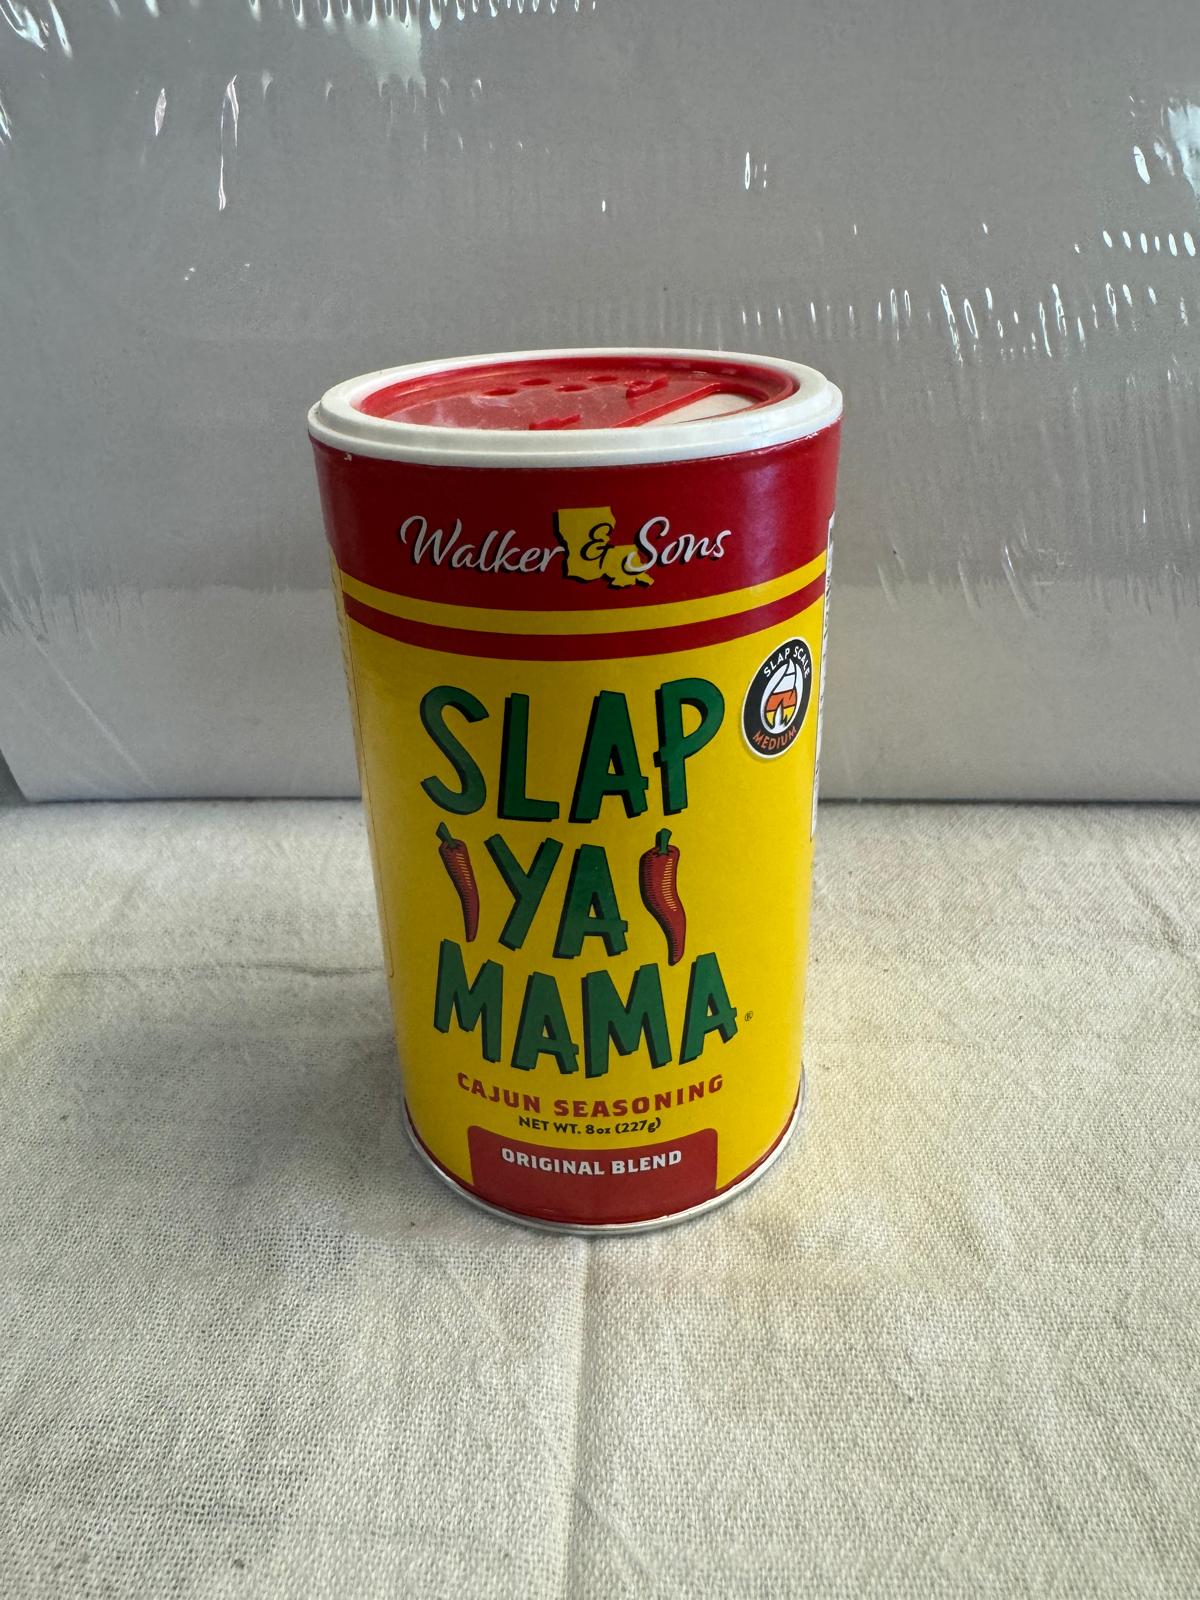 Walker & Sons
SLAP SCALE
MEDIUM
SLAP
YA
MAMA®
CAJUN SEASONING
NET WT. 8oz (227g)
ORIGINAL BLEND